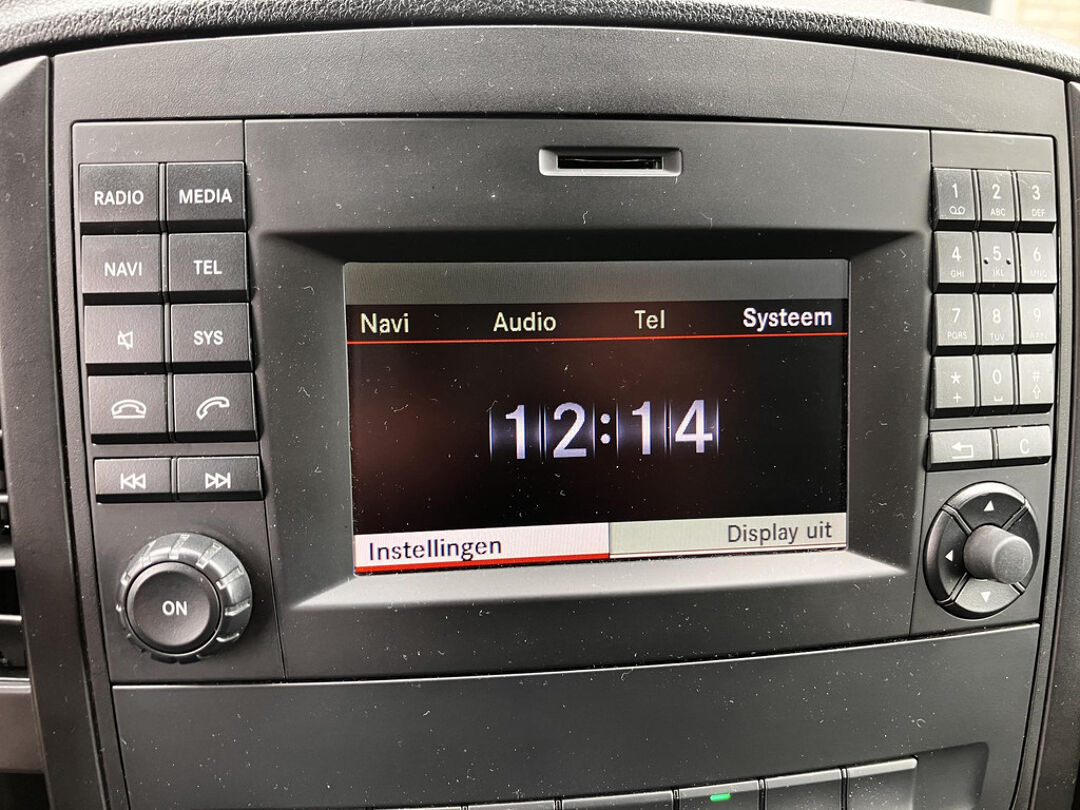 RADIO MEDIA
NAVI TEL
SYS
ON
Navi Audio Tel Systeem
12:14
Instellingen Display uit
1 2 3
ABC DEF
4 5 6
GHI JKL MNO
7 8 9
PQRS TUV
* 0 #
+
C